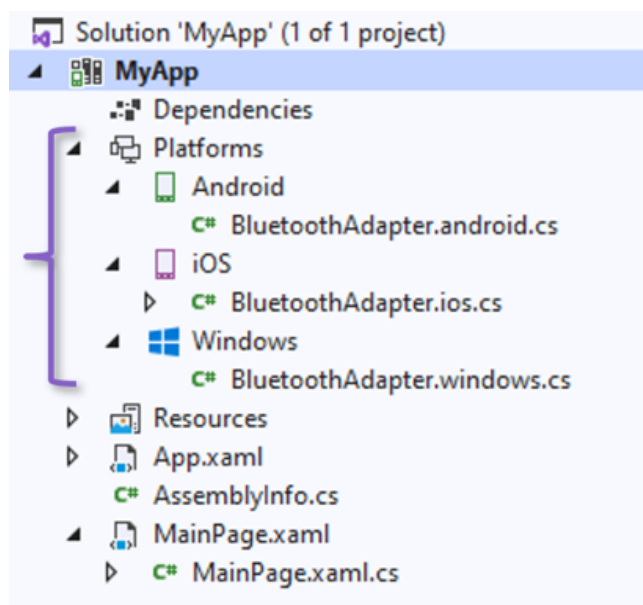 Solution 'MyApp' (1 of 1 project)
MyApp
Dependencies
Platforms
Android
C# BluetoothAdapter.android.cs
iOS
C# BluetoothAdapter.ios.cs
Windows
C# BluetoothAdapter.windows.cs
Resources
App.xaml
C# AssemblyInfo.cs
MainPage.xaml
C# MainPage.xaml.cs